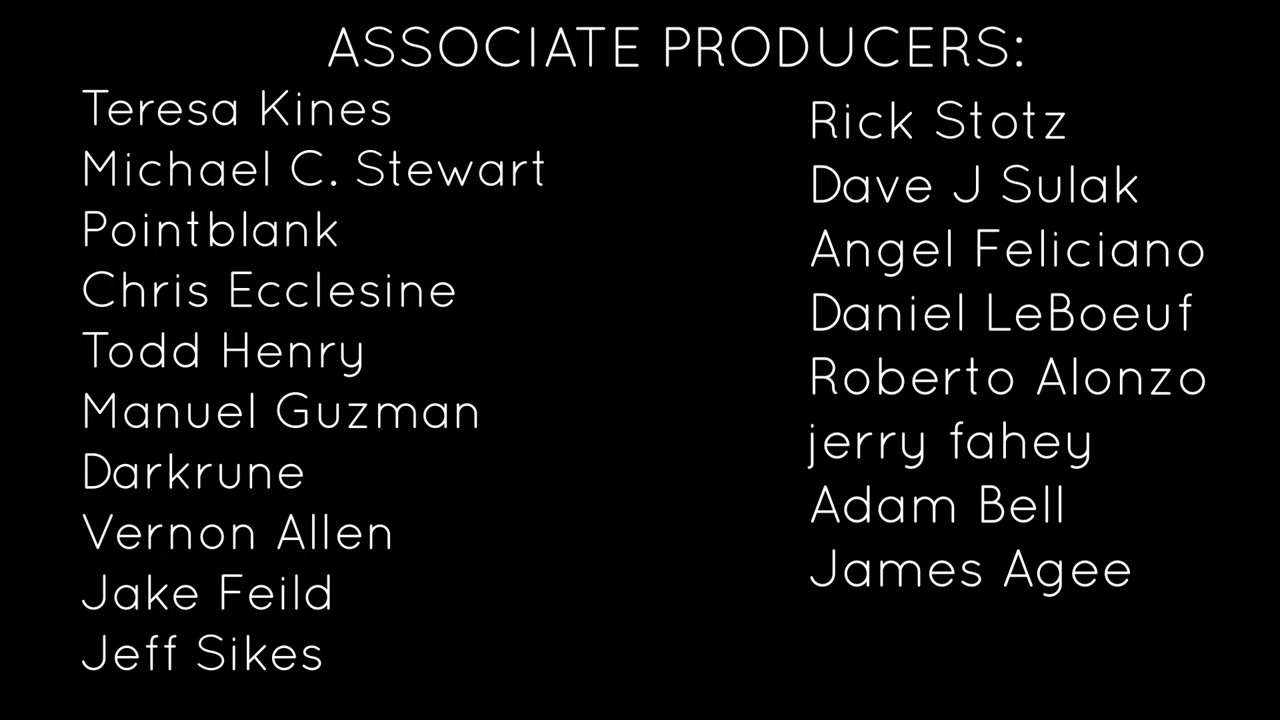 ASSOCIATE PRODUCERS:
Teresa Kines
Michael C. Stewart
Pointblank
Chris Ecclesine
Todd Henry
Manuel Guzman
Darkrune
Vernon Allen
Jake Feild
Jeff Sikes
Rick Stotz
Dave J Sulak
Angel Feliciano
Daniel LeBoeuf
Roberto Alonzo
jerry fahey
Adam Bell
James Agee